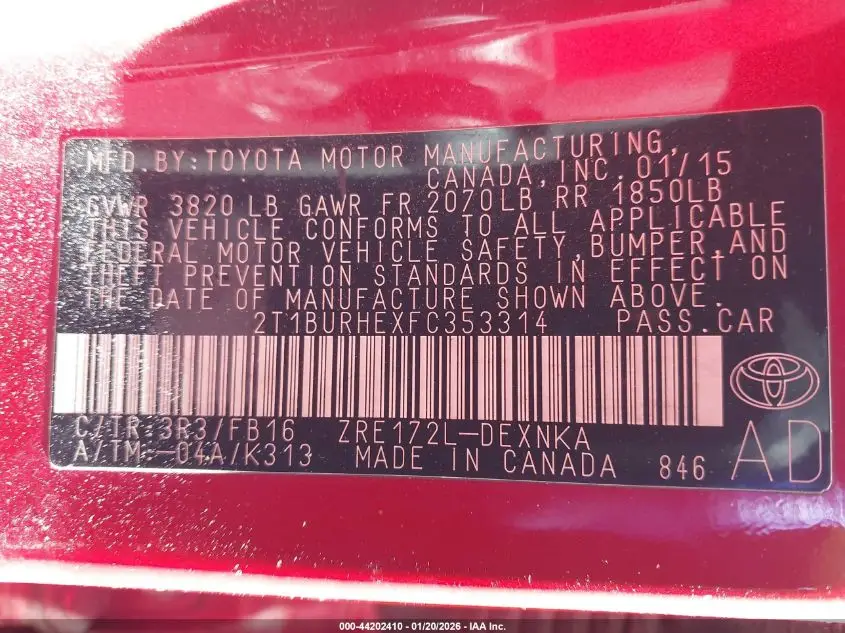 MFD. BY: TOYOTA MOTOR MANUFACTURING,
CANADA, INC. 01/15
GVWR 3820 LB GAWR FR 2070LB RR 1850LB
THIS VEHICLE CONFORMS TO ALL APPLICABLE
FEDERAL MOTOR VEHICLE SAFETY, BUMPER, AND
THEFT PREVENTION STANDARDS IN EFFECT ON
THE DATE OF MANUFACTURE SHOWN ABOVE.
2T1BURHEXFC353314 PASS. CAR
C/TR: 3R3/FB16 ZRE172L-DEXNKA
A/TM: -04A/K313 MADE IN CANADA 846 AD
000-44202410 - 01/20/2026 - IAA Inc.